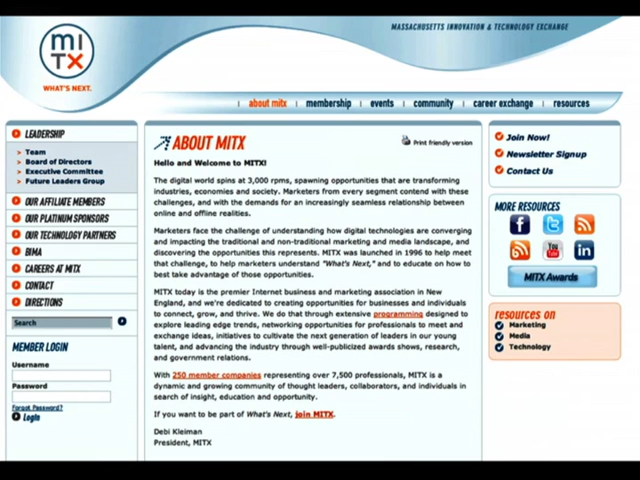 MITX
WHAT'S NEXT.
MASSACHUSETTS INNOVATION & TECHNOLOGY EXCHANGE
about mitx | membership | events | community | career exchange | resources
LEADERSHIP
> Team
> Board of Directors
> Executive Committee
> Future Leaders Group
OUR AFFILIATE MEMBERS
OUR PLATINUM SPONSORS
OUR TECHNOLOGY PARTNERS
BIMA
CAREERS AT MITX
CONTACT
DIRECTIONS
Search
MEMBER LOGIN
Username
Password
Forgot Password?
Login
ABOUT MITX
Print friendly version
Hello and Welcome to MITX!
The digital world spins at 3,000 rpms, spawning opportunities that are transforming
industries, economies and society. Marketers from every segment contend with these
challenges, and with the demands for an increasingly seamless relationship between
online and offline realities.
Marketers face the challenge of understanding how digital technologies are converging
and impacting the traditional and non-traditional marketing and media landscape, and
discovering the opportunities this represents. MITX was launched in 1996 to help meet
that challenge, to help marketers understand "What's Next," and to educate on how to
best take advantage of those opportunities.
MITX today is the premier Internet business and marketing association in New
England, and we're dedicated to creating opportunities for businesses and individuals
to connect, grow, and thrive. We do that through extensive programming designed to
explore leading edge trends, networking opportunities for professionals to meet and
exchange ideas, initiatives to cultivate the next generation of leaders in our young
talent, and advancing the industry through well-publicized awards shows, research,
and government relations.
With 250 member companies representing over 7,500 professionals, MITX is a
dynamic and growing community of thought leaders, collaborators, and individuals in
search of insight, education and opportunity.
If you want to be part of What's Next, join MITX.
Debi Kleiman
President, MITX
Join Now!
Newsletter Signup
Contact Us
MORE RESOURCES
f
t
You Tube
in
MITX Awards
resources on
Marketing
Media
Technology